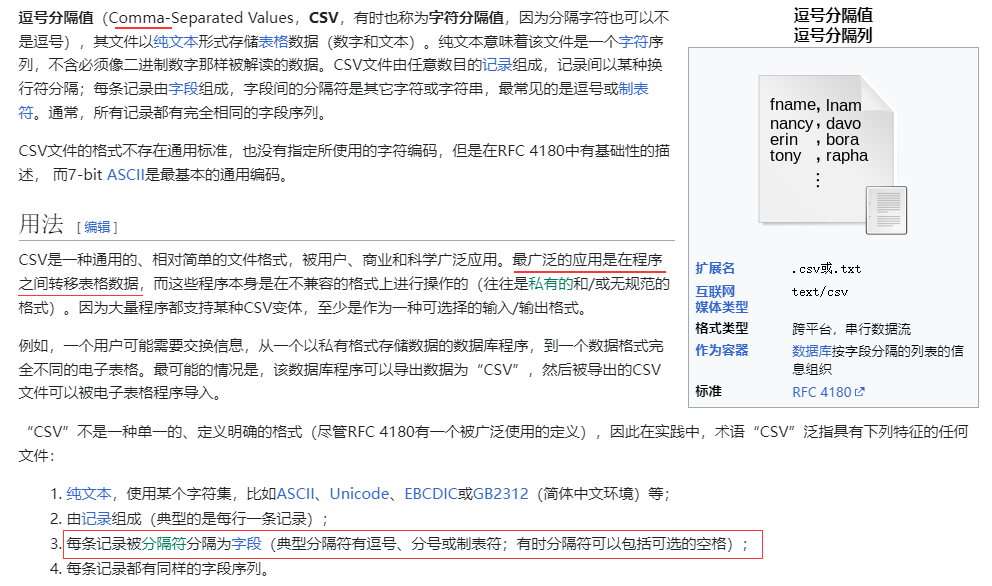 逗号分隔值（Comma-Separated Values，CSV，有时也称为字符分隔值，因为分隔字符也可以不
是逗号），其文件以纯文本形式存储表格数据（数字和文本）。纯文本意味着该文件是一个字符序
列，不含必须像二进制数字那样被解读的数据。CSV文件由任意数目的记录组成，记录间以某种换
行符分隔；每条记录由字段组成，字段间的分隔符是其它字符或字符串，最常见的是逗号或制表
符。通常，所有记录都有完全相同的字段序列。
CSV文件的格式不存在通用标准，也没有指定所使用的字符编码，但是在RFC 4180中有基础性的描
述， 而7-bit ASCII是最基本的通用编码。
用法 [ 编辑 ]
CSV是一种通用的、相对简单的文件格式，被用户、商业和科学广泛应用。最广泛的应用是在程序
之间转移表格数据，而这些程序本身是在不兼容的格式上进行操作的（往往是私有的和/或无规范的
格式）。因为大量程序都支持某种CSV变体，至少是作为一种可选择的输入/输出格式。
例如，一个用户可能需要交换信息，从一个以私有格式存储数据的数据库程序，到一个数据格式完
全不同的电子表格。最可能的情况是，该数据库程序可以导出数据为“CSV”，然后被导出的CSV
文件可以被电子表格程序导入。
“CSV”不是一种单一的、定义明确的格式（尽管RFC 4180有一个被广泛使用的定义），因此在实践中，术语“CSV”泛指具有下列特征的任何
文件：
1. 纯文本，使用某个字符集，比如ASCII、Unicode、EBCDIC或GB2312（简体中文环境）等；
2. 由记录组成（典型的是每行一条记录）；
3. 每条记录被分隔符分隔为字段（典型分隔符有逗号、分号或制表符；有时分隔符可以包括可选的空格）；
4. 每条记录都有同样的字段序列。
逗号分隔值
逗号分隔列
fname, lnam
nancy, davo
erin , bora
tony , rapha
⋮
扩展名 .csv或.txt
互联网 text/csv
媒体类型
格式类型 跨平台，串行数据流
作为容器 数据库按字段分隔的列表的信
息组织
标准 RFC 4180